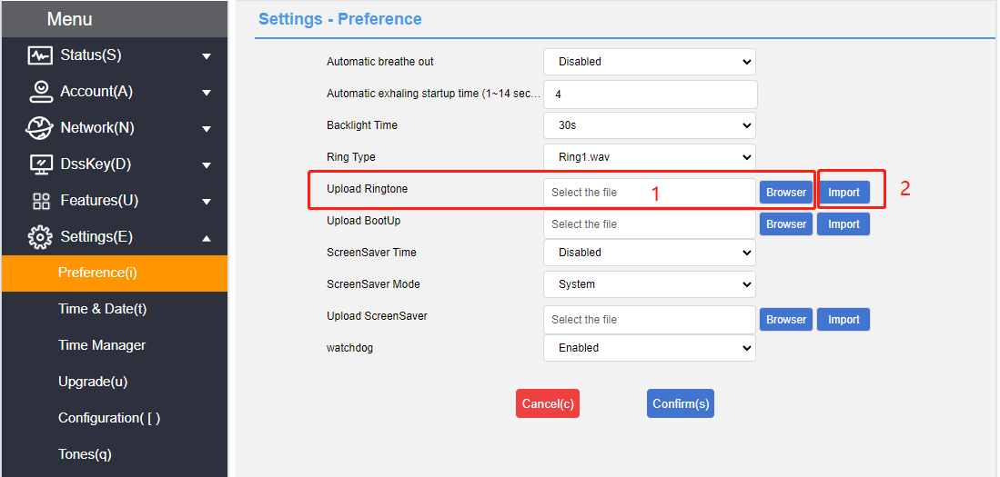 Menu
Status(S)
Account(A)
Network(N)
DssKey(D)
Features(U)
Settings(E)
Preference(i)
Time & Date(t)
Time Manager
Upgrade(u)
Configuration( [ )
Tones(q)
Settings - Preference
Automatic breathe out Disabled
Automatic exhaling startup time (1~14 sec... 4
Backlight Time 30s
Ring Type Ring1.wav
Upload Ringtone Select the file 1 Browser Import 2
Upload BootUp Select the file Browser Import
ScreenSaver Time Disabled
ScreenSaver Mode System
Upload ScreenSaver Select the file Browser Import
watchdog Enabled
Cancel(c) Confirm(s)